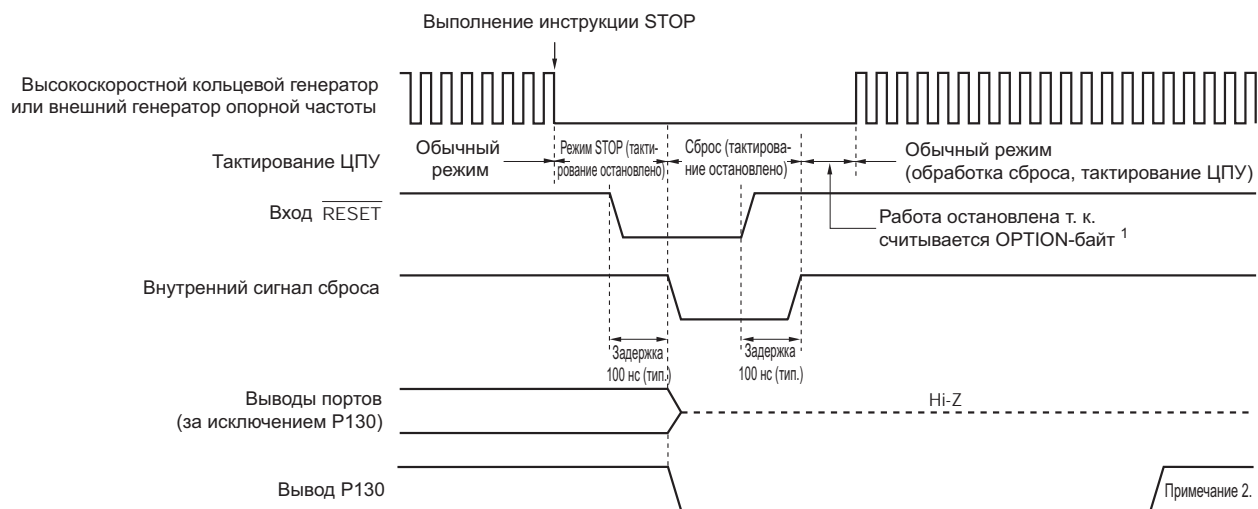 Выполнение инструкции STOP
Высокоскоростной кольцевой генератор
или внешний генератор опорной частоты
Тактирование ЦПУ
Обычный
режим
Режим STOP (такти-
рование остановлено)
Сброс (тактирова-
ние остановлено)
Обычный режим
(обработка сброса, тактирование ЦПУ)
Вход RESET
Работа остановлена т. к.
считывается OPTION-байт 1
Внутренний сигнал сброса
Задержка
100 нс (тип.)
Задержка
100 нс (тип.)
Выводы портов
(за исключением P130)
Hi-Z
Вывод P130
Примечание 2.